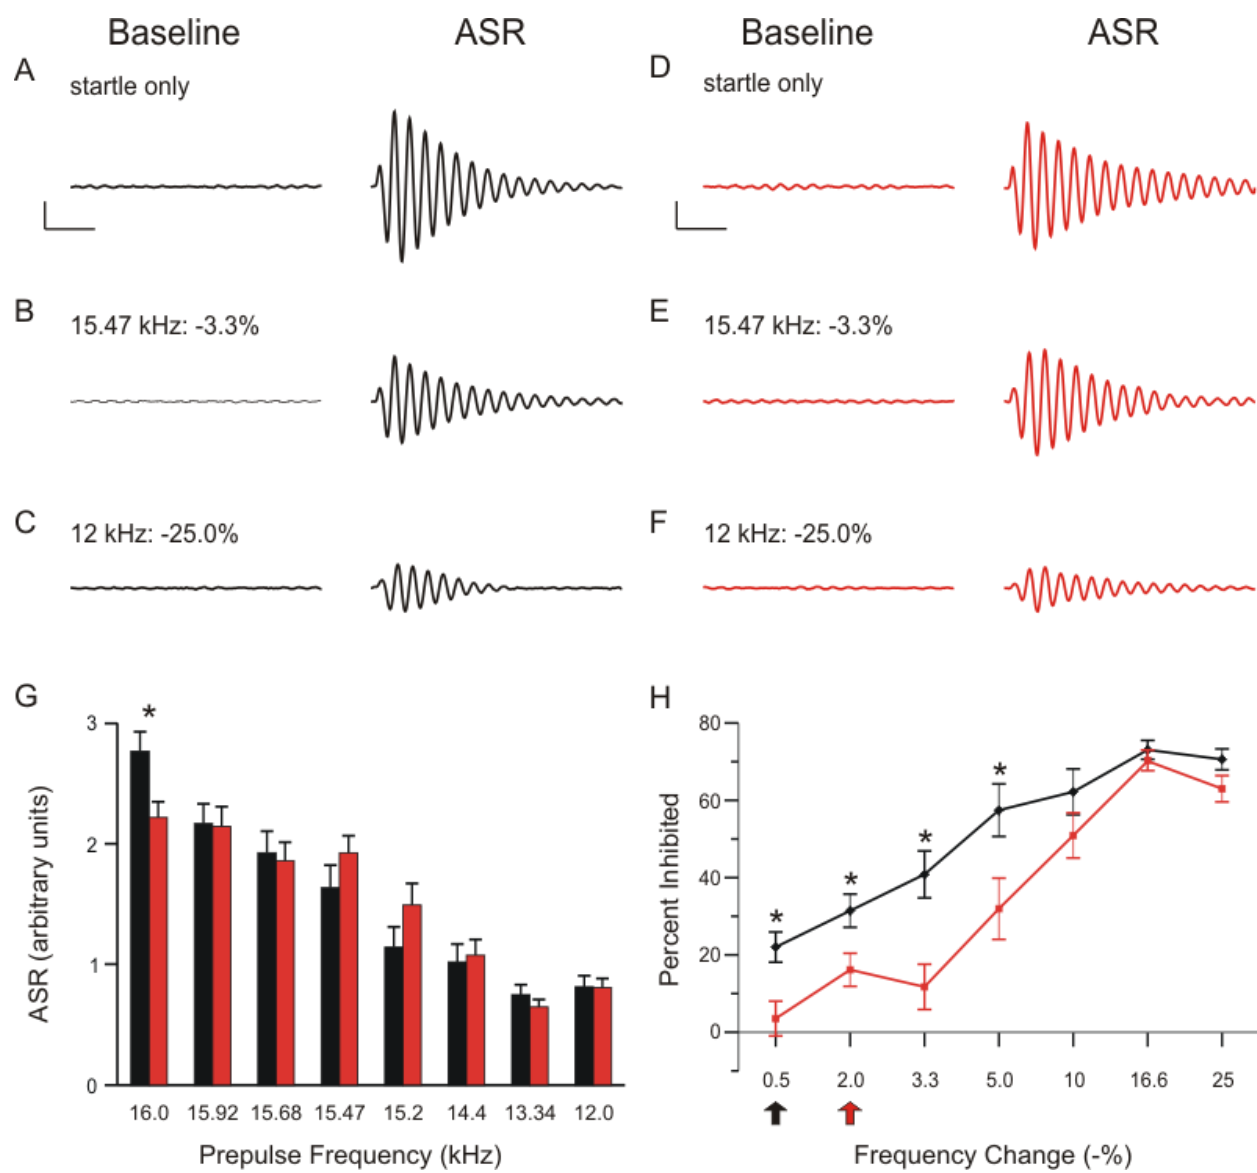 Baseline ASR Baseline ASR
A D
startle only startle only
B E
15.47 kHz: -3.3% 15.47 kHz: -3.3%
C F
12 kHz: -25.0% 12 kHz: -25.0%
G H
*
3
2
1
0
ASR (arbitrary units)
16.0 15.92 15.68 15.47 15.2 14.4 13.34 12.0
Prepulse Frequency (kHz)
80
60
40
20
0
Percent Inhibited
* * * *
0.5 2.0 3.3 5.0 10 16.6 25
Frequency Change (-%)